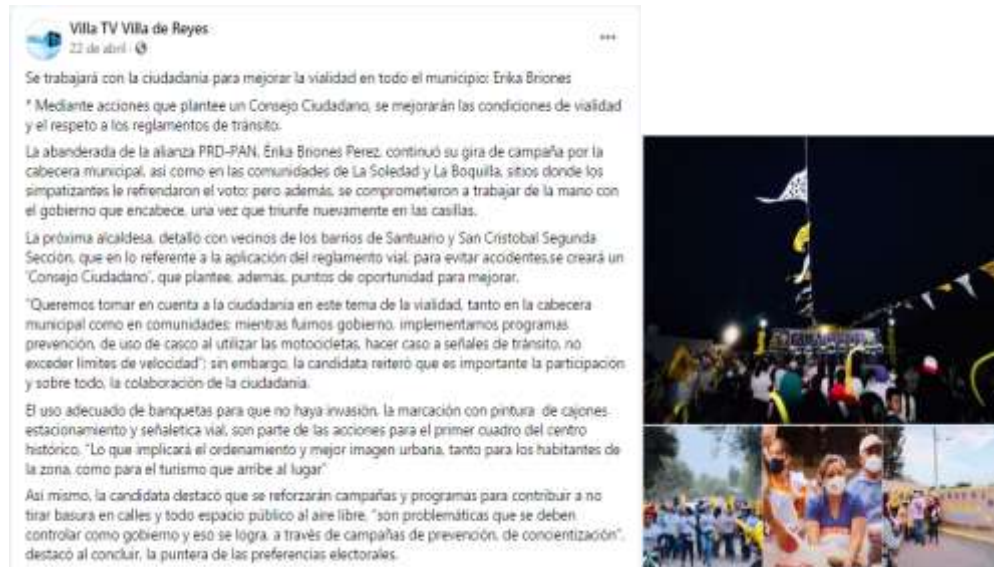 Villa TV Villa de Reyes
22 de abril
Se trabajará con la ciudadania para mejorar la vialidad en todo el municipio: Erika Briones
* Mediante acciones que plantee un Consejo Ciudadano, se mejorarán las condiciones de vialidad
y el respeto a los reglamentos de tránsito.
La abanderada de la alianza PRD-PAN, Erika Briones Perez, continuó su gira de campaña por la
cabecera municipal, asi como en las comunidades de La Soledad y La Boquilla, sitios donde los
simpatizantes le refrendaron el voto; pero además, se comprometieron a trabajar de la mano con
el gobierno que encabece, una vez que triunfe nuevamente en las casillas.
La próxima alcaldesa, detalló con vecinos de los barrios de Santuario y San Cristobal Segunda
Sección, que en lo referente a la aplicación del reglamento vial, para evitar accidentes,se creará un
'Consejo Ciudadano', que plantee, además, puntos de oportunidad para mejorar.
"Queremos tomar en cuenta a la ciudadania en este tema de la vialidad, tanto en la cabecera
municipal como en comunidades; mientras fuimos gobierno, implementamos programas
prevención, de uso de casco al utilizar las motocicletas, hacer caso a señales de tránsito, no
exceder limites de velocidad"; sin embargo, la candidata reiteró que es importante la participación
y sobre todo, la colaboración de la ciudadania.
El uso adecuado de banquetas para que no haya invasión, la marcación con pintura de cajones
estacionamiento y señaletica vial, son parte de las acciones para el primer cuadro del centro
histórico, "Lo que implicará el ordenamiento y mejor imagen urbana, tanto para los habitantes de
la zona, como para el turismo que arribe al lugar"
Asi mismo, la candidata destacó que se reforzarán campañas y programas para contribuir a no
tirar basura en calles y todo espacio público al aire libre, "son problemáticas que se deben
controlar como gobierno y eso se logra, a través de campañas de prevención, de concientización",
destacó al concluir, la puntera de las preferencias electorales.